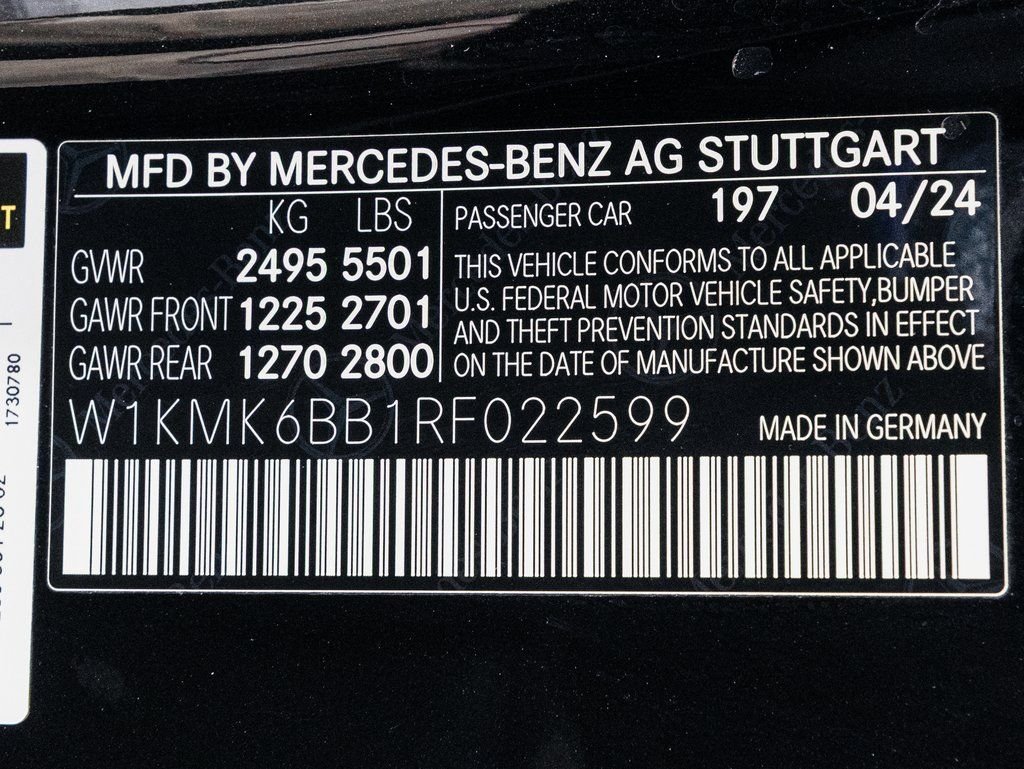 MFD BY MERCEDES-BENZ AG STUTTGART
KG LBS
GVWR 2495 5501
GAWR FRONT 1225 2701
GAWR REAR 1270 2800
PASSENGER CAR 197 04/24
THIS VEHICLE CONFORMS TO ALL APPLICABLE
U.S. FEDERAL MOTOR VEHICLE SAFETY,BUMPER
AND THEFT PREVENTION STANDARDS IN EFFECT
ON THE DATE OF MANUFACTURE SHOWN ABOVE
W1KMK6BB1RF022599 MADE IN GERMANY
T
1730780